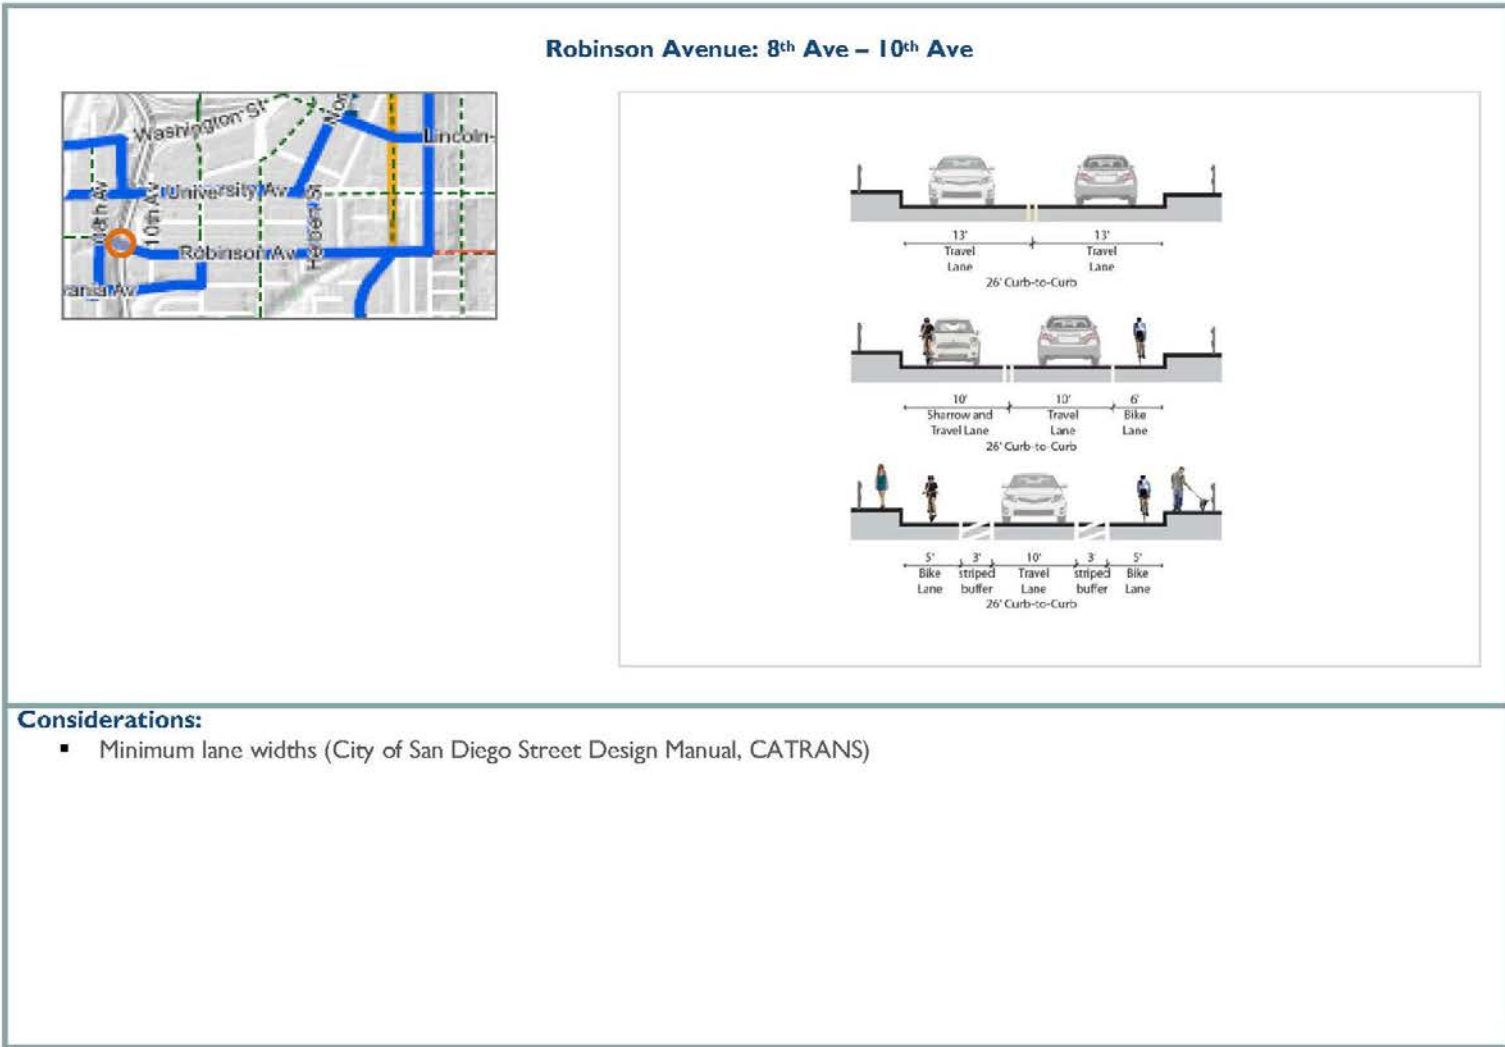 Robinson Avenue: 8th Ave – 10th Ave
Washington St
Lincoln-
University Av
10th Av
Robinson Av
13' 13'
Travel Lane Travel Lane
26' Curb-to-Curb
10' 10' 6'
Sharrow and Travel Lane Travel Lane Bike Lane
26' Curb-to-Curb
5' 3' 10' 3' 5'
Bike Lane striped buffer Travel Lane striped buffer Bike Lane
26' Curb-to-Curb
Considerations:
▪ Minimum lane widths (City of San Diego Street Design Manual, CATRANS)